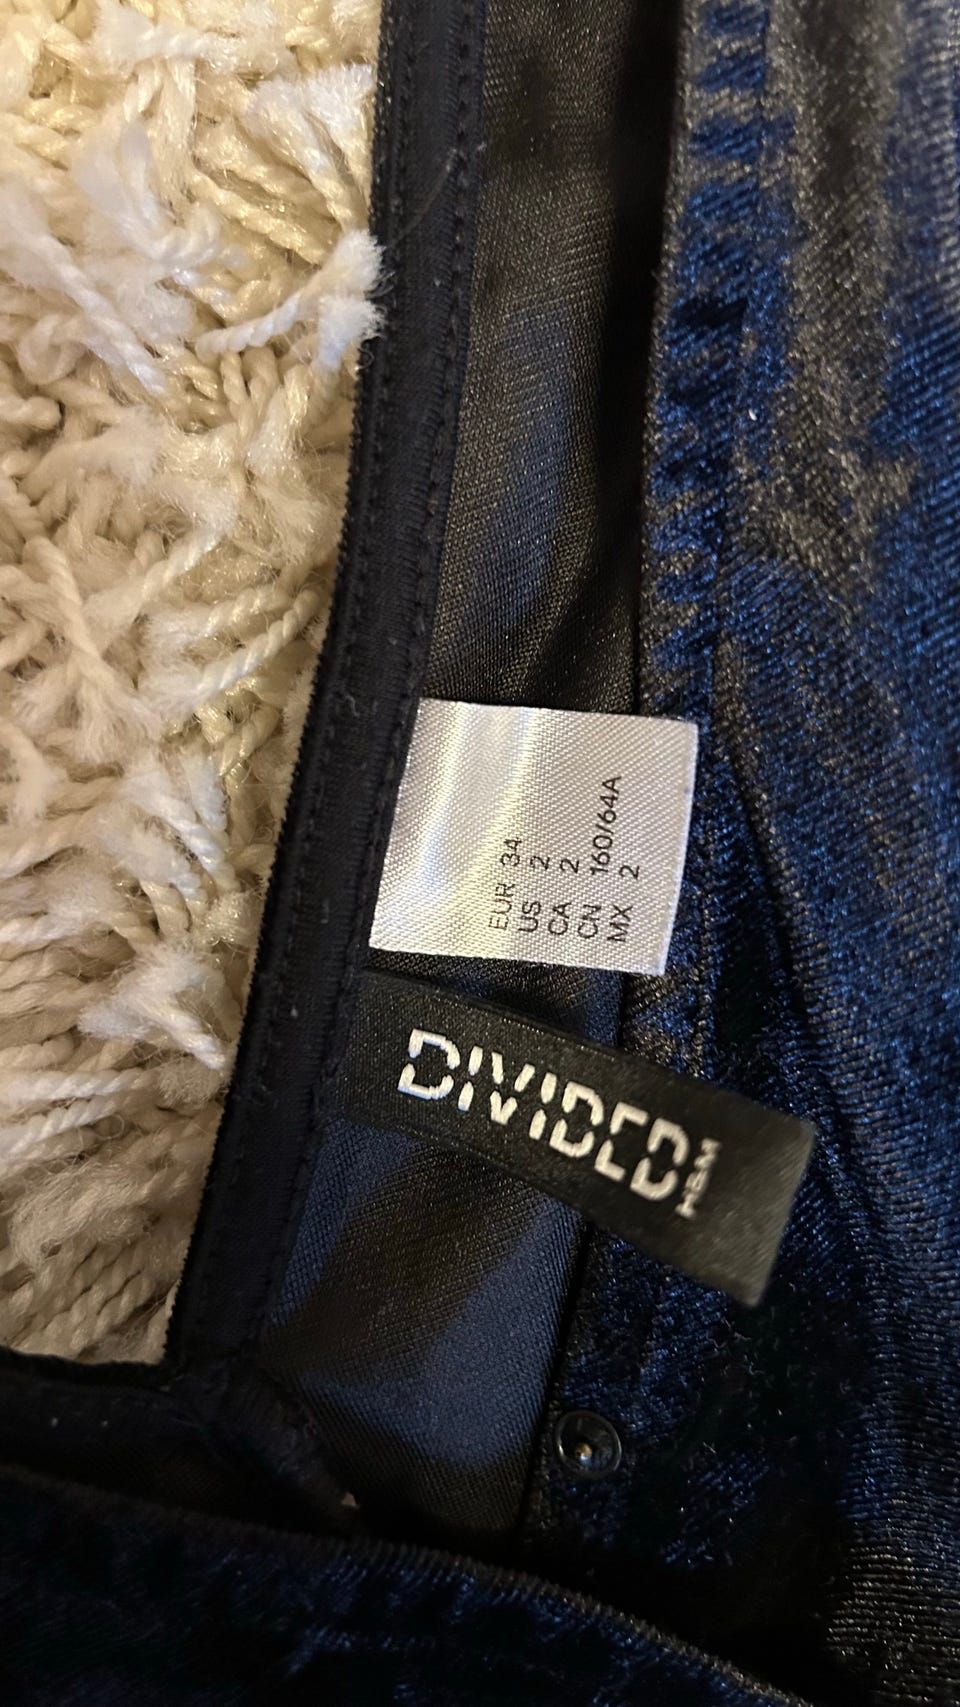 EUR 34
US 2
CA 2
CN 160/64A
MX 2
DIVIDED
H&M